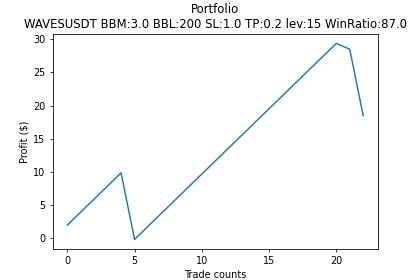 Portfolio
WAVESUSDT BBM:3.0 BBL:200 SL:1.0 TP:0.2 lev:15 WinRatio:87.0
30
25
20
15
10
5
0
Profit ($)
0 5 10 15 20
Trade counts